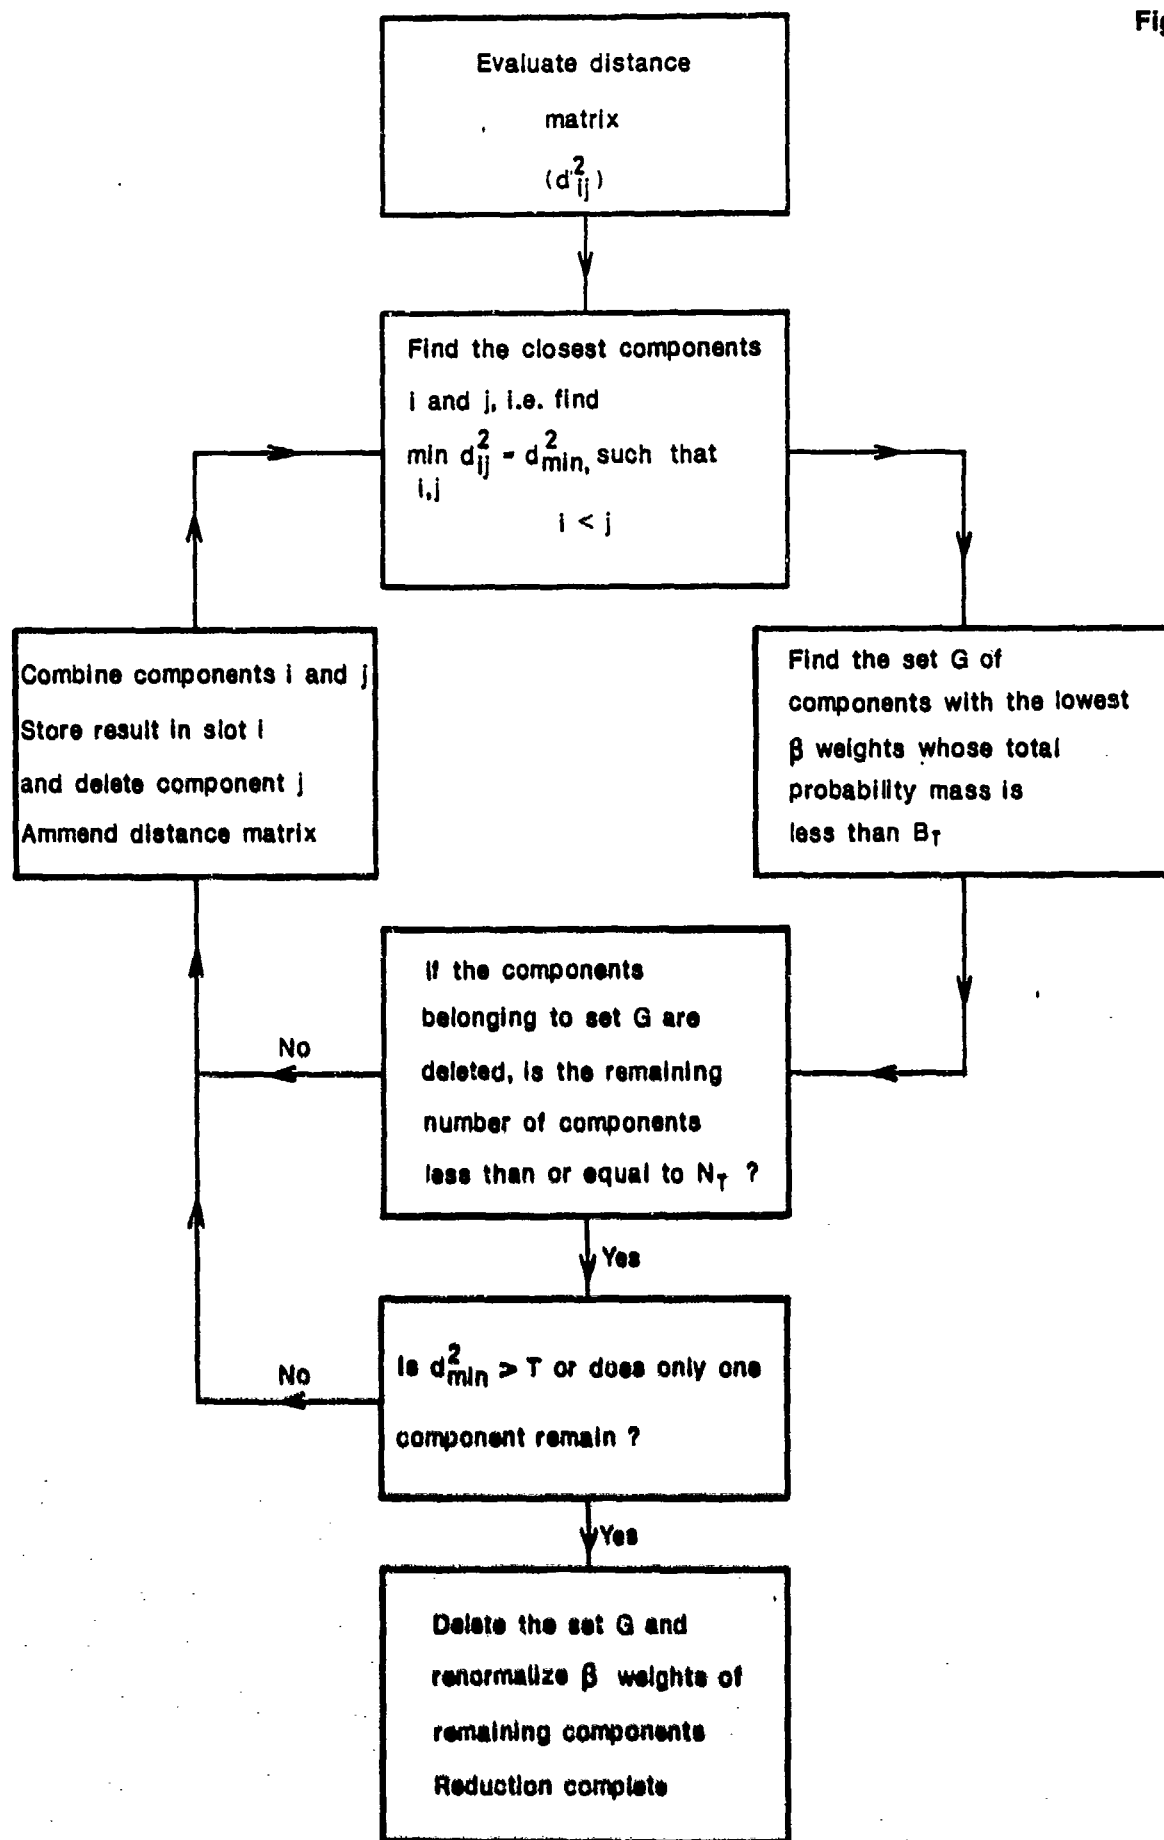 Fig
Evaluate distance
matrix
(d²ij)
Find the closest components
i and j, i.e. find
min d²ij = d²min, such that
i,j
i < j
Combine components i and j
Store result in slot i
and delete component j
Ammend distance matrix
Find the set G of
components with the lowest
β weights whose total
probability mass is
less than BT
If the components
belonging to set G are
deleted, is the remaining
number of components
less than or equal to NT ?
No
Yes
Is d²min > T or does only one
component remain ?
No
Yes
Delete the set G and
renormalize β weights of
remaining components
Reduction complete